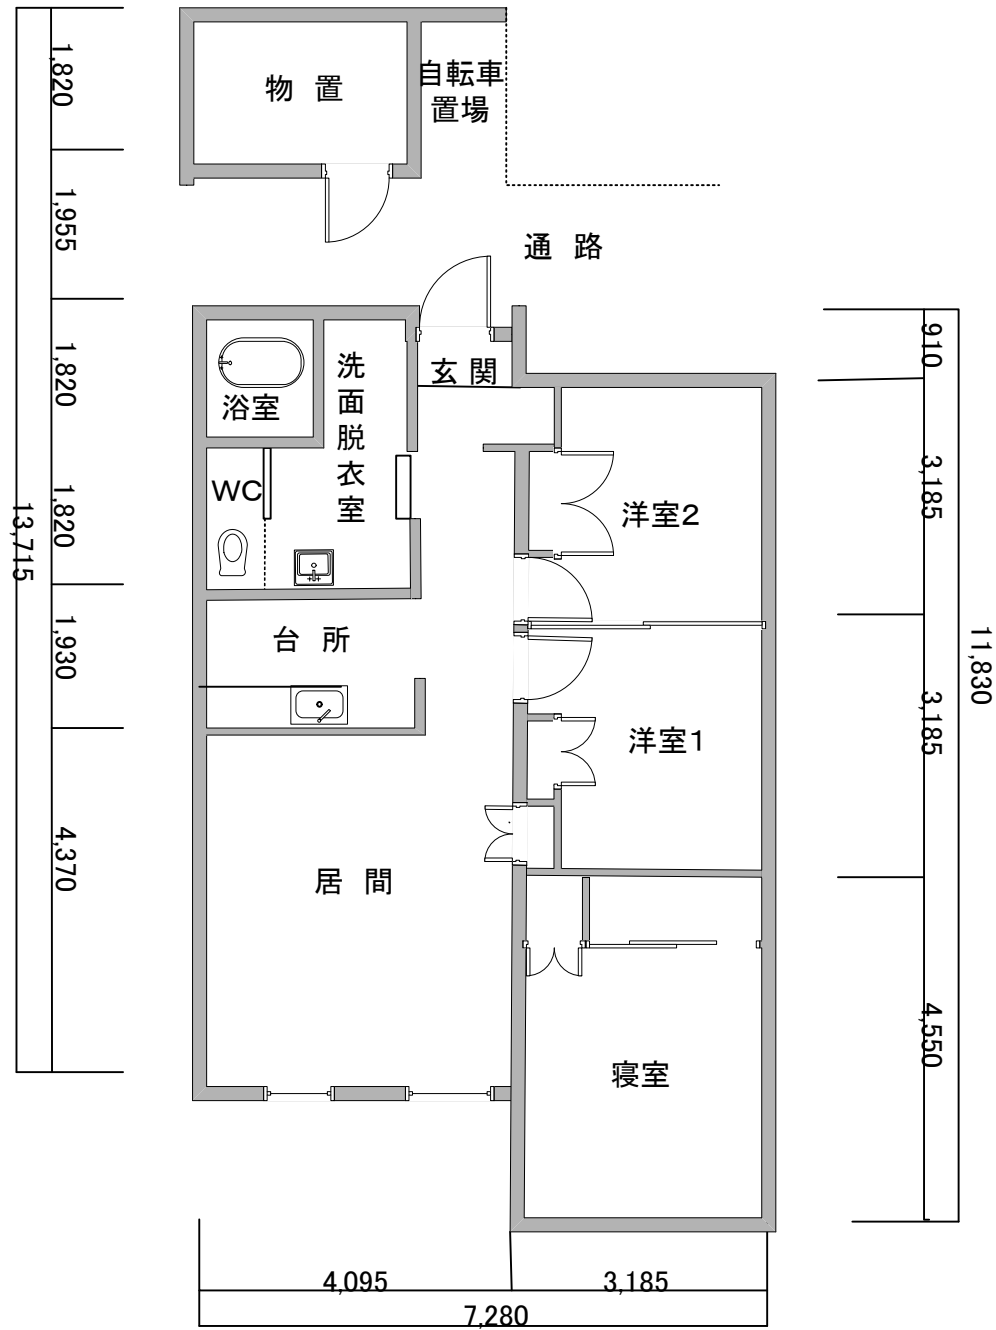 物 置
自転車
置場
通 路
玄関
洗面脱衣室
浴室
WC
洋室2
台 所
洋室1
居 間
寝室
1,820
1,955
1,820
1,820
1,930
4,370
13,715
910
3,185
3,185
4,550
11,830
4,095
3,185
7,280